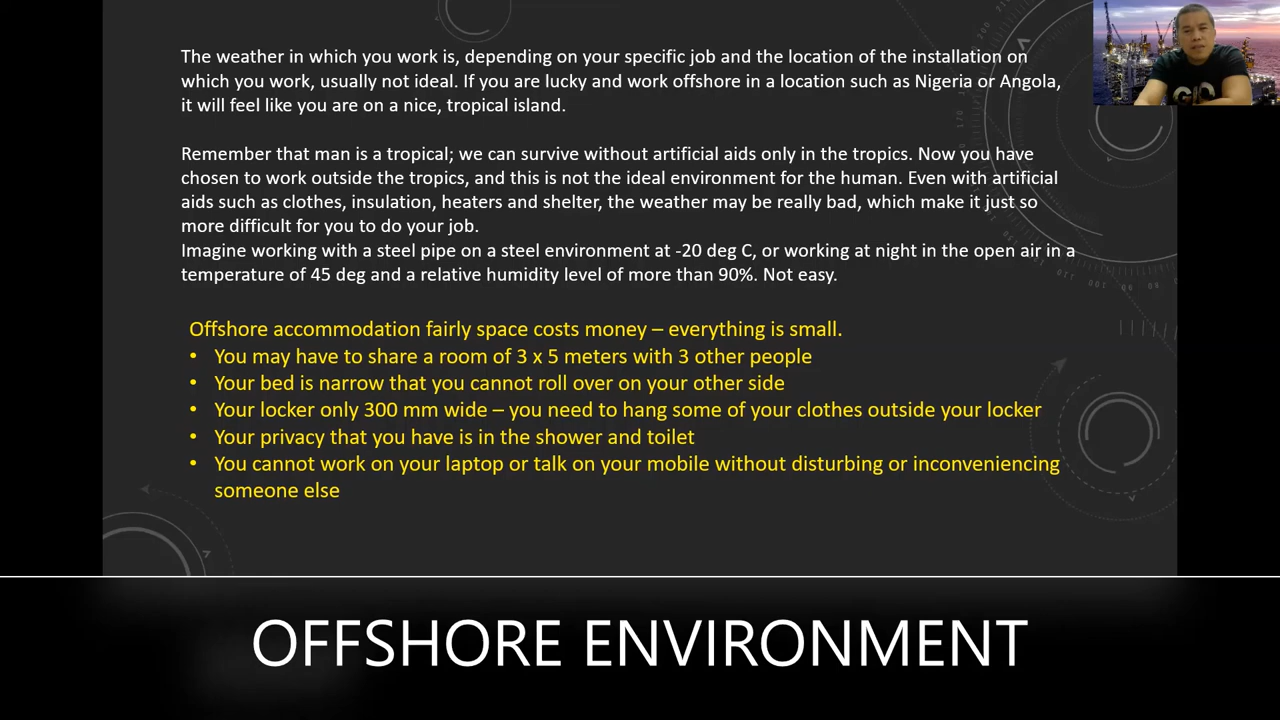 The weather in which you work is, depending on your specific job and the location of the installation on
which you work, usually not ideal. If you are lucky and work offshore in a location such as Nigeria or Angola,
it will feel like you are on a nice, tropical island.
Remember that man is a tropical; we can survive without artificial aids only in the tropics. Now you have
chosen to work outside the tropics, and this is not the ideal environment for the human. Even with artificial
aids such as clothes, insulation, heaters and shelter, the weather may be really bad, which make it just so
more difficult for you to do your job.
Imagine working with a steel pipe on a steel environment at -20 deg C, or working at night in the open air in a
temperature of 45 deg and a relative humidity level of more than 90%. Not easy.
Offshore accommodation fairly space costs money – everything is small.
• You may have to share a room of 3 x 5 meters with 3 other people
• Your bed is narrow that you cannot roll over on your other side
• Your locker only 300 mm wide – you need to hang some of your clothes outside your locker
• Your privacy that you have is in the shower and toilet
• You cannot work on your laptop or talk on your mobile without disturbing or inconveniencing
someone else
OFFSHORE ENVIRONMENT